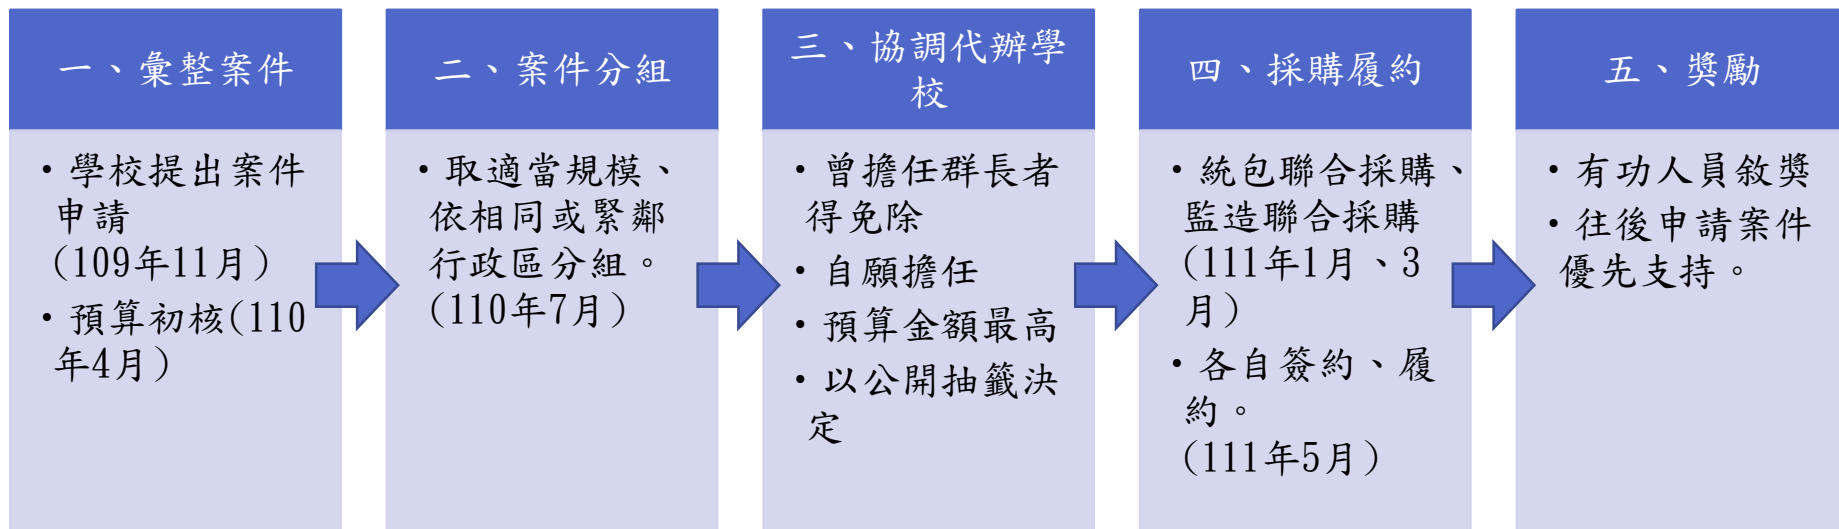 一、彙整案件
• 學校提出案件
申請
(109年11月)
• 預算初核(110
年4月)
二、案件分組
• 取適當規模、
依相同或緊鄰
行政區分組。
(110年7月)
三、協調代辦學
校
• 曾擔任群長者
得免除
• 自願擔任
• 預算金額最高
• 以公開抽籤決
定
四、採購履約
• 統包聯合採購、
監造聯合採購
(111年1月、3
月)
• 各自簽約、履
約。
(111年5月)
五、獎勵
• 有功人員敘獎
• 往後申請案件
優先支持。